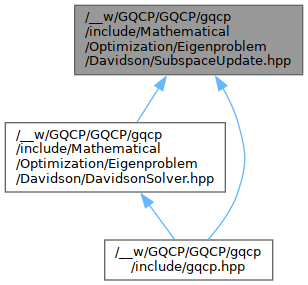 /__w/GQCP/GQCP/gqcp
/include/Mathematical
/Optimization/Eigenproblem
/Davidson/SubspaceUpdate.hpp
/__w/GQCP/GQCP/gqcp
/include/Mathematical
/Optimization/Eigenproblem
/Davidson/DavidsonSolver.hpp
/__w/GQCP/GQCP/gqcp
/include/gqcp.hpp